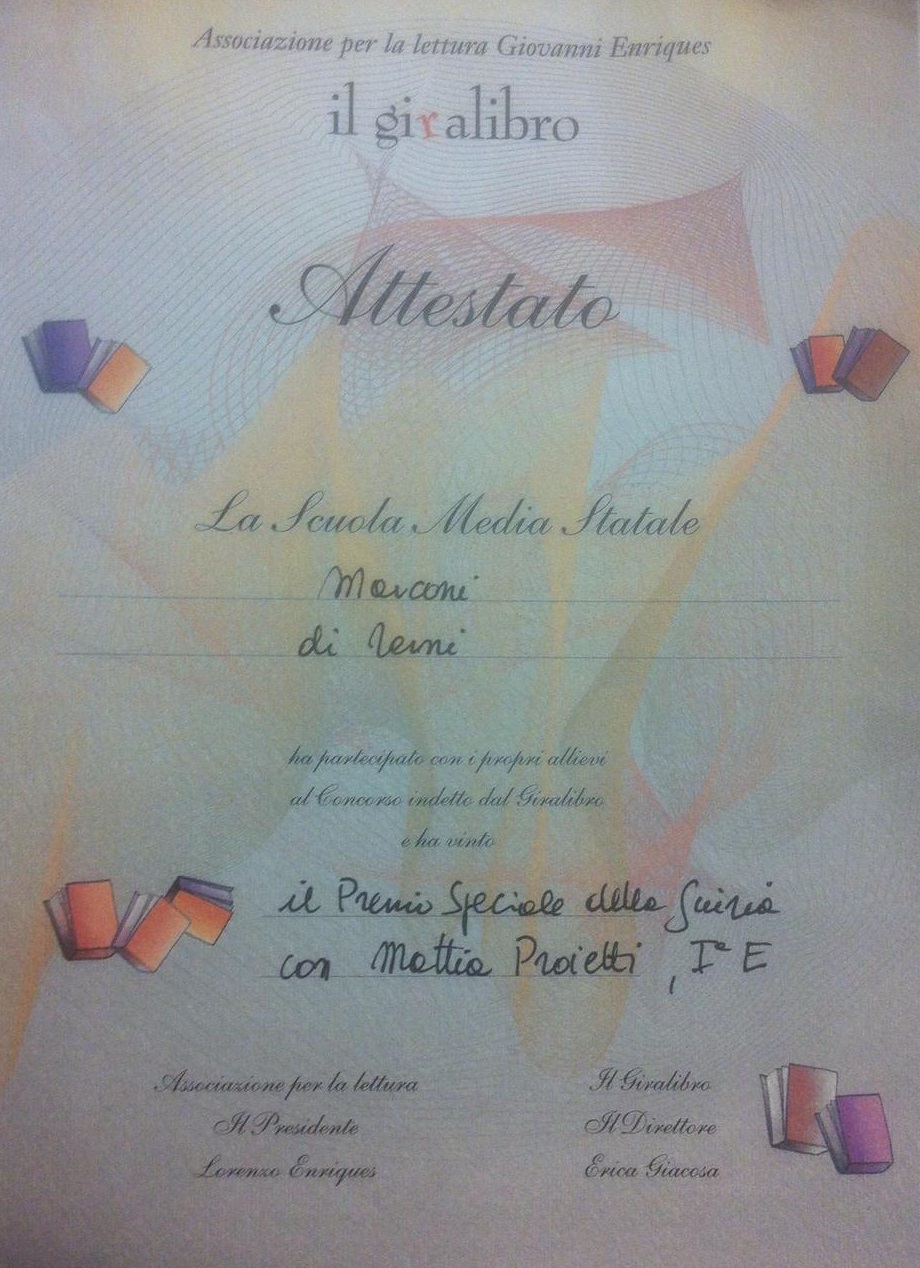 Associazione per la lettura Giovanni Enriques
il giralibro
Attestato
La Scuola Media Statale
Marconi
di Terni
ha partecipato con i propri allievi
al Concorso indetto dal Giralibro
e ha vinto
il Premio Speciale della Giuria
con Mattia Proietti, Iª E
Associazione per la lettura
Il Presidente
Lorenzo Enriques
Il Giralibro
Il Direttore
Erica Giacosa